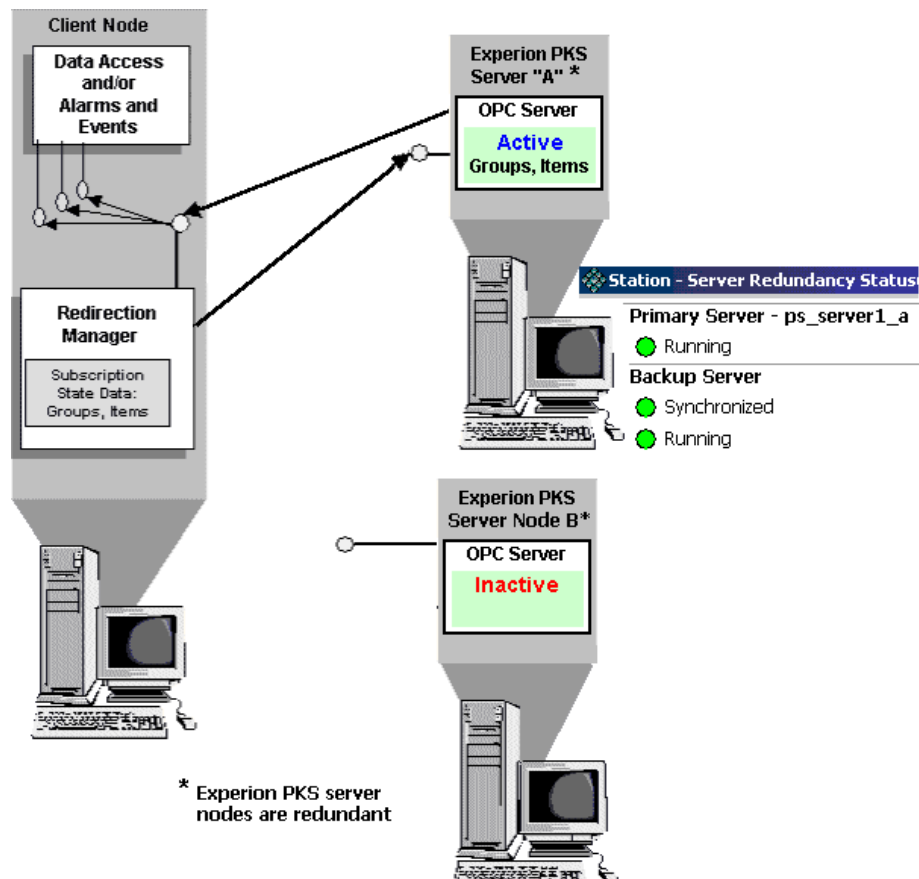 Client Node
Data Access
and/or
Alarms and
Events
Redirection
Manager
Subscription
State Data:
Groups, Items
Experion PKS
Server "A" *
OPC Server
Active
Groups, Items
Station - Server Redundancy Status
Primary Server - ps_server1_a
Running
Backup Server
Synchronized
Running
Experion PKS
Server Node B*
OPC Server
Inactive
* Experion PKS server
nodes are redundant